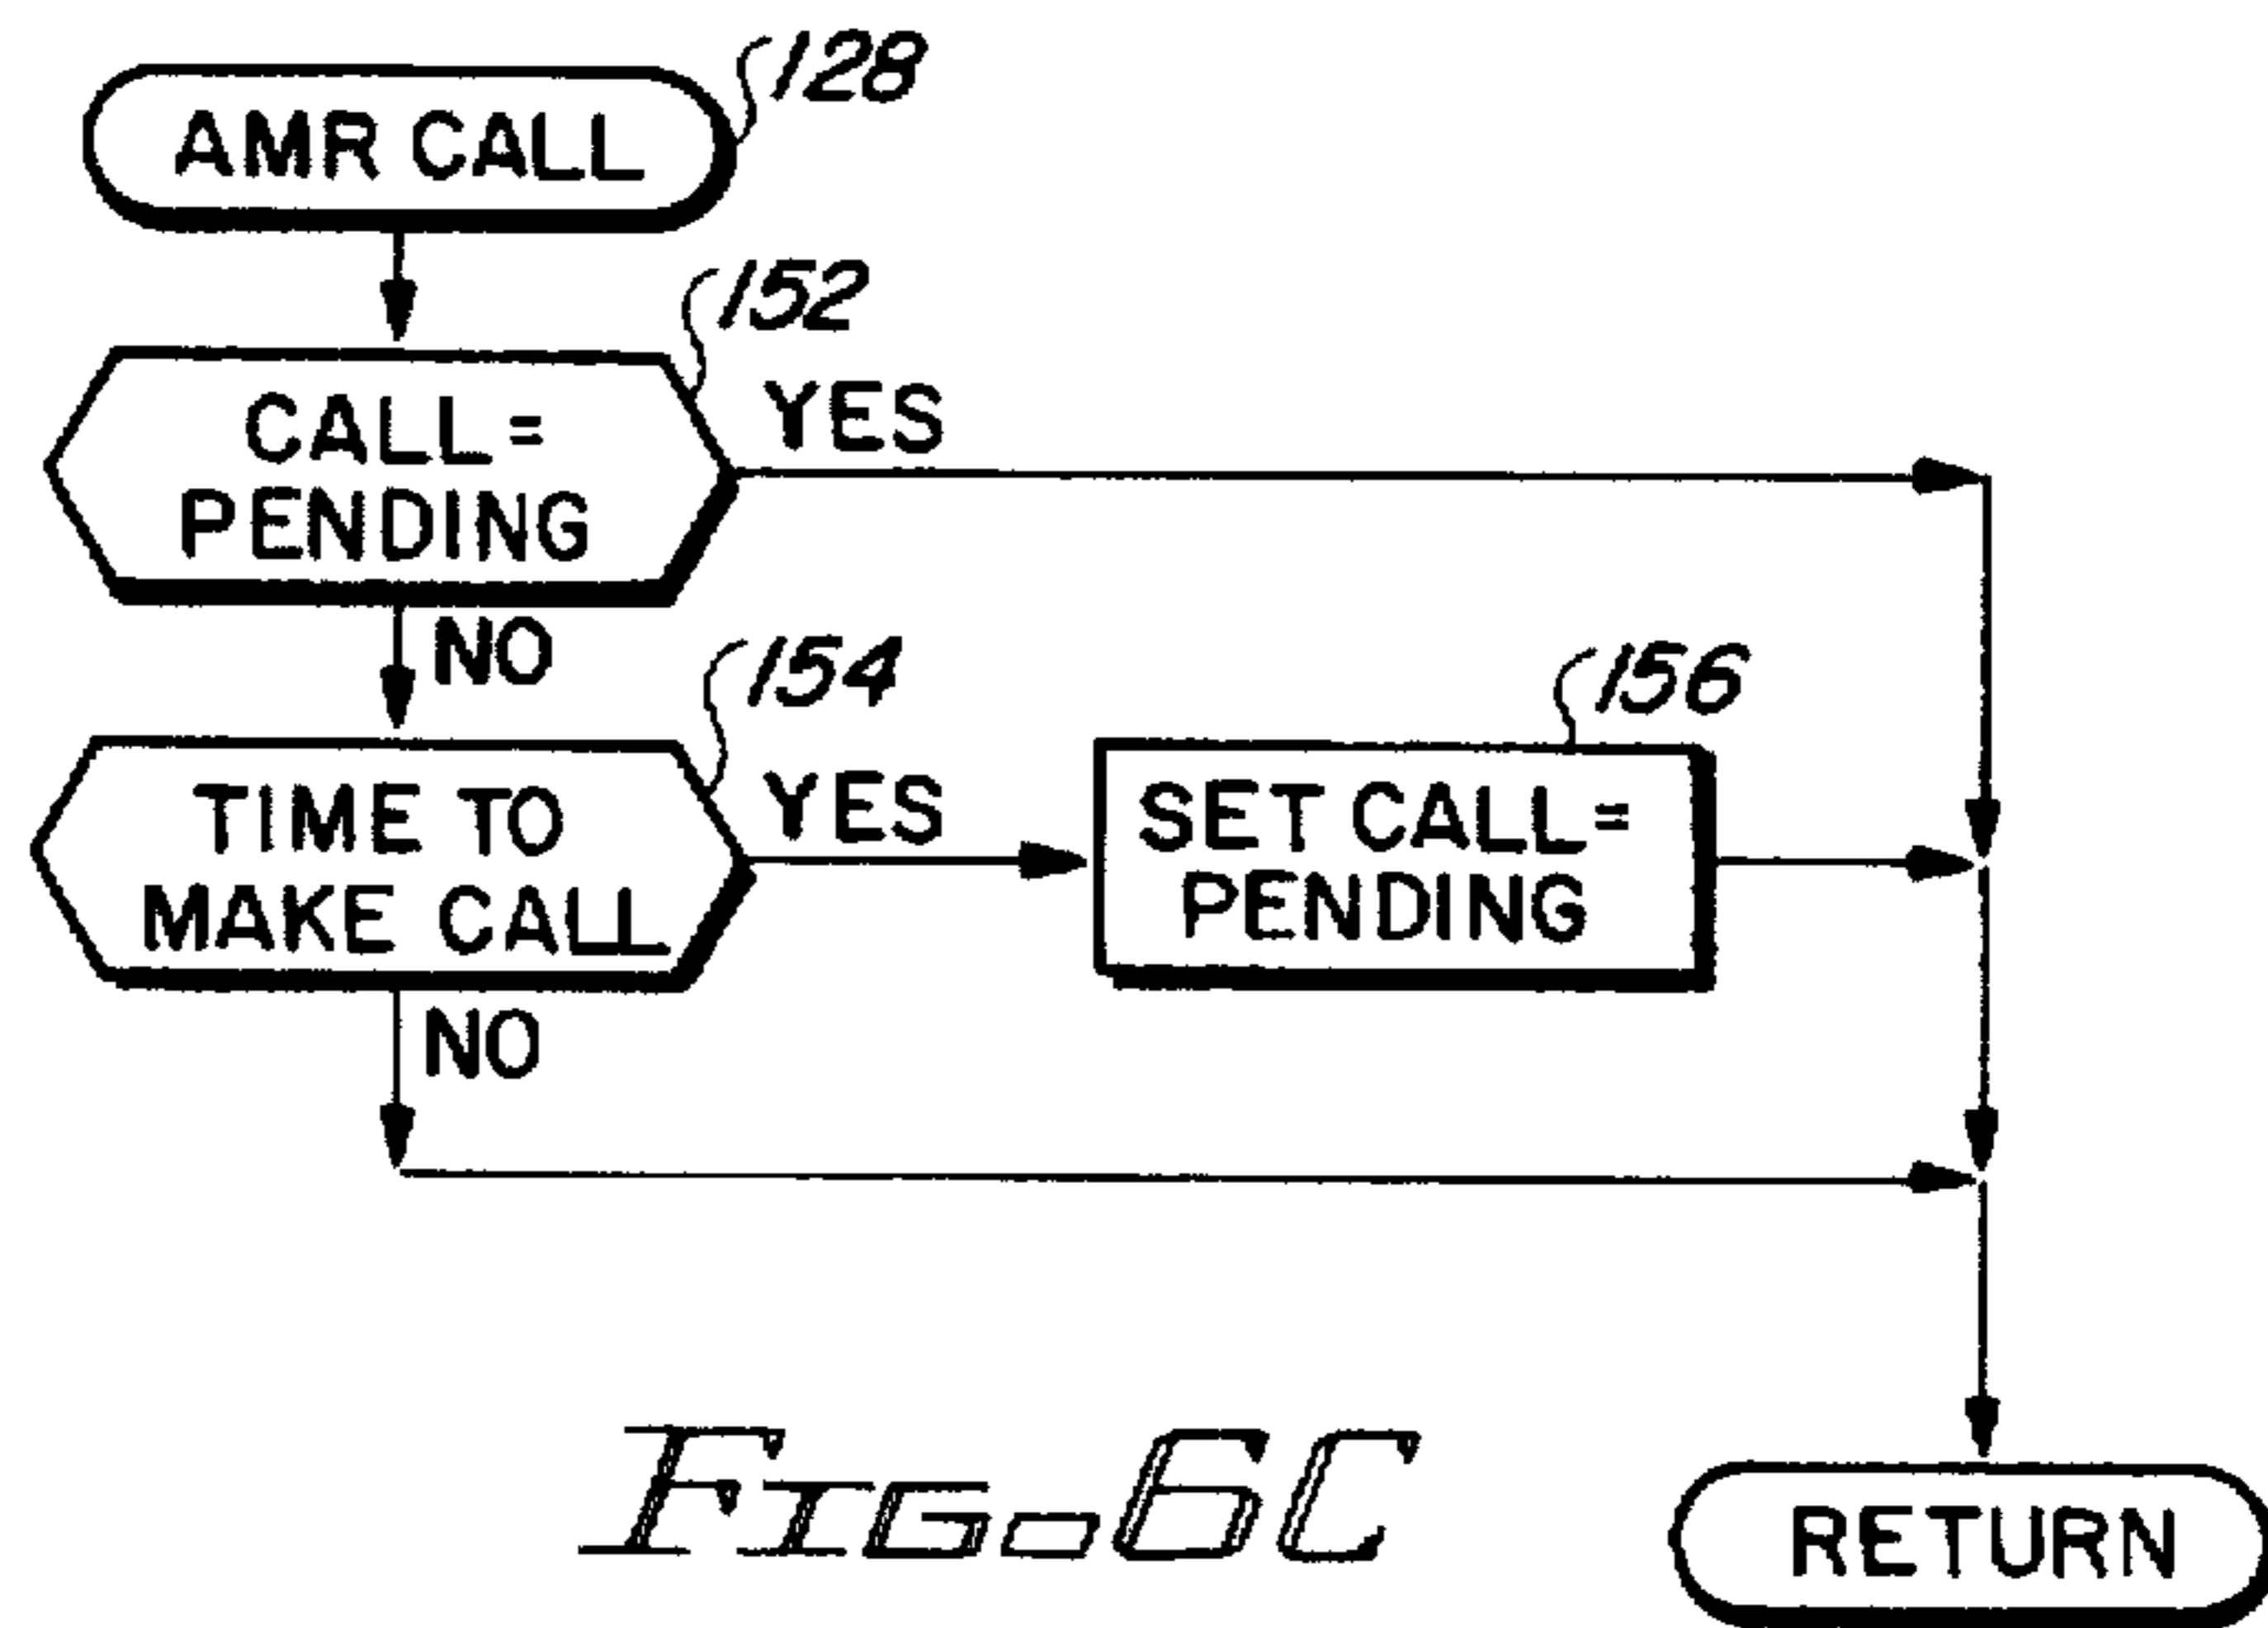 128
AMR CALL
152
CALL=
PENDING
YES
NO
154
156
TIME TO
MAKE CALL
YES
SET CALL=
PENDING
NO
FIG. 6C
RETURN